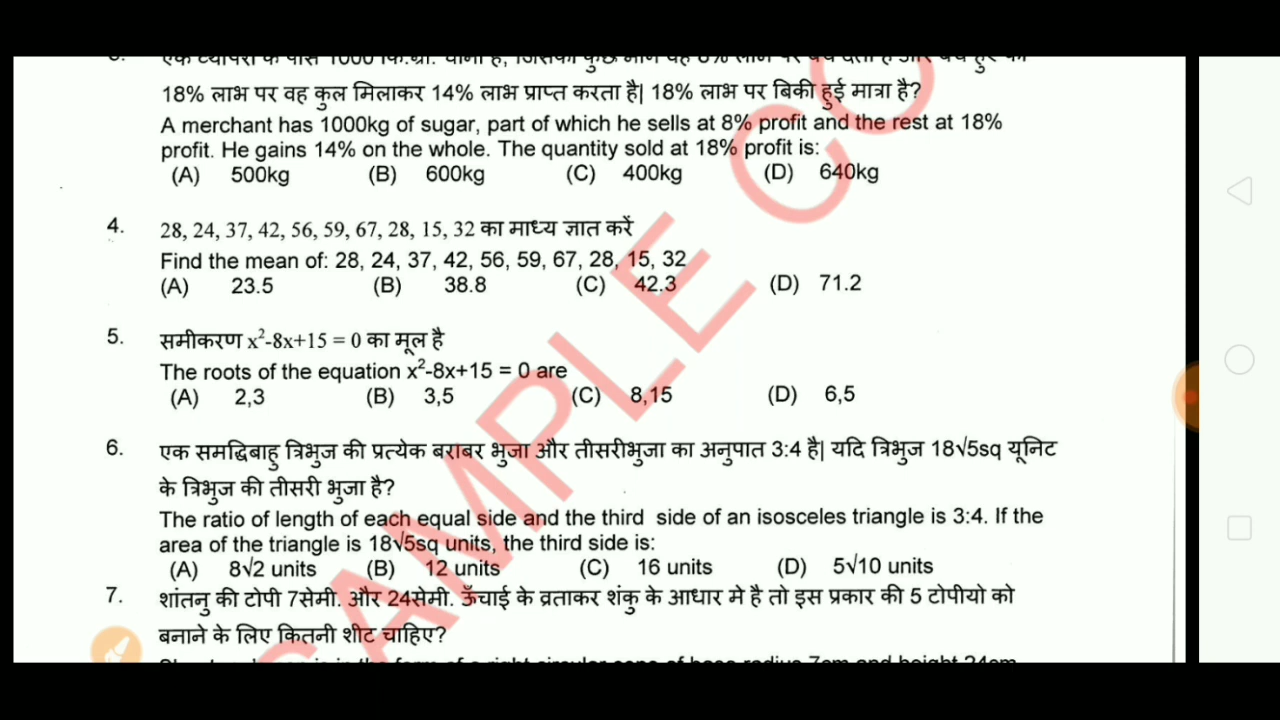 18% लाभ पर वह कुल मिलाकर 14% लाभ प्राप्त करता है| 18% लाभ पर बिकी हुई मात्रा है?
A merchant has 1000kg of sugar, part of which he sells at 8% profit and the rest at 18%
profit. He gains 14% on the whole. The quantity sold at 18% profit is:
(A) 500kg (B) 600kg (C) 400kg (D) 640kg
4. 28, 24, 37, 42, 56, 59, 67, 28, 15, 32 का माध्य ज्ञात करें
Find the mean of: 28, 24, 37, 42, 56, 59, 67, 28, 15, 32
(A) 23.5 (B) 38.8 (C) 42.3 (D) 71.2
5. समीकरण x²-8x+15 = 0 का मूल है
The roots of the equation x²-8x+15 = 0 are
(A) 2,3 (B) 3,5 (C) 8,15 (D) 6,5
6. एक समद्विबाहु त्रिभुज की प्रत्येक बराबर भुजा और तीसरीभुजा का अनुपात 3:4 है| यदि त्रिभुज 18√5sq यूनिट
के त्रिभुज की तीसरी भुजा है?
The ratio of length of each equal side and the third side of an isosceles triangle is 3:4. If the
area of the triangle is 18√5sq units, the third side is:
(A) 8√2 units (B) 12 units (C) 16 units (D) 5√10 units
7. शांतनु की टोपी 7सेमी. और 24सेमी. ऊँचाई के व्रताकर शंकु के आधार मे है तो इस प्रकार की 5 टोपीयो को
बनाने के लिए कितनी शीट चाहिए?
SAMPLE CO